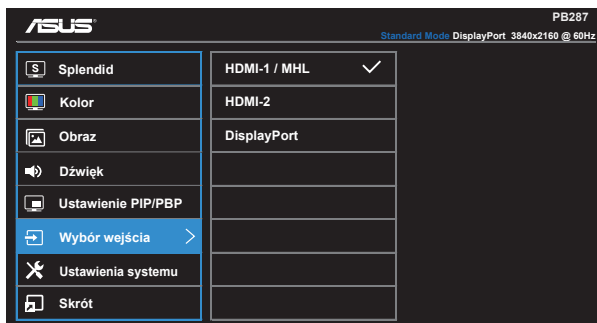 ASUS
PB287
Standard Mode DisplayPort 3840x2160 @ 60Hz
S Splendid
Kolor
Obraz
Dźwięk
Ustawienie PIP/PBP
Wybór wejścia
Ustawienia systemu
Skrót
HDMI-1 / MHL
HDMI-2
DisplayPort